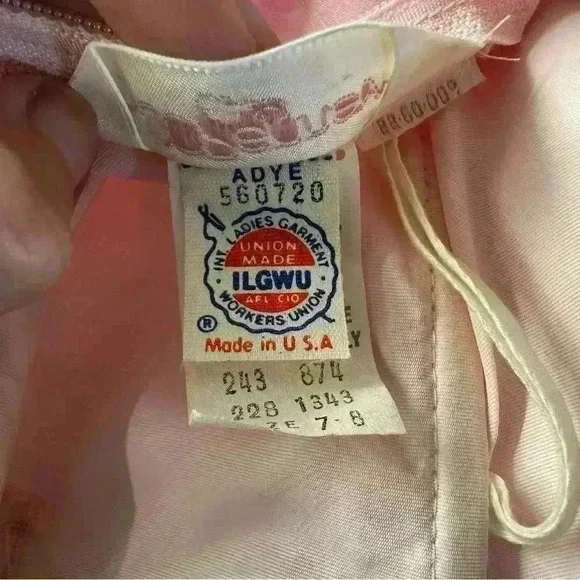 ADYE
560720
INT. LADIES GARMENT
UNION
MADE
ILGWU
AFL CIO
WORKERS UNION
®
Made in U.S.A
243 874
228 1343
ZE 7-8